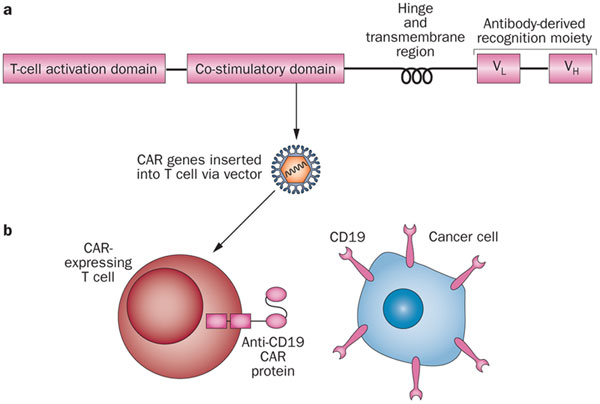 a
Hinge
and
transmembrane
region
Antibody-derived
recognition moiety
T-cell activation domain
Co-stimulatory domain
VL
VH
CAR genes inserted
into T cell via vector
b
CAR-
expressing
T cell
Anti-CD19
CAR
protein
CD19
Cancer cell